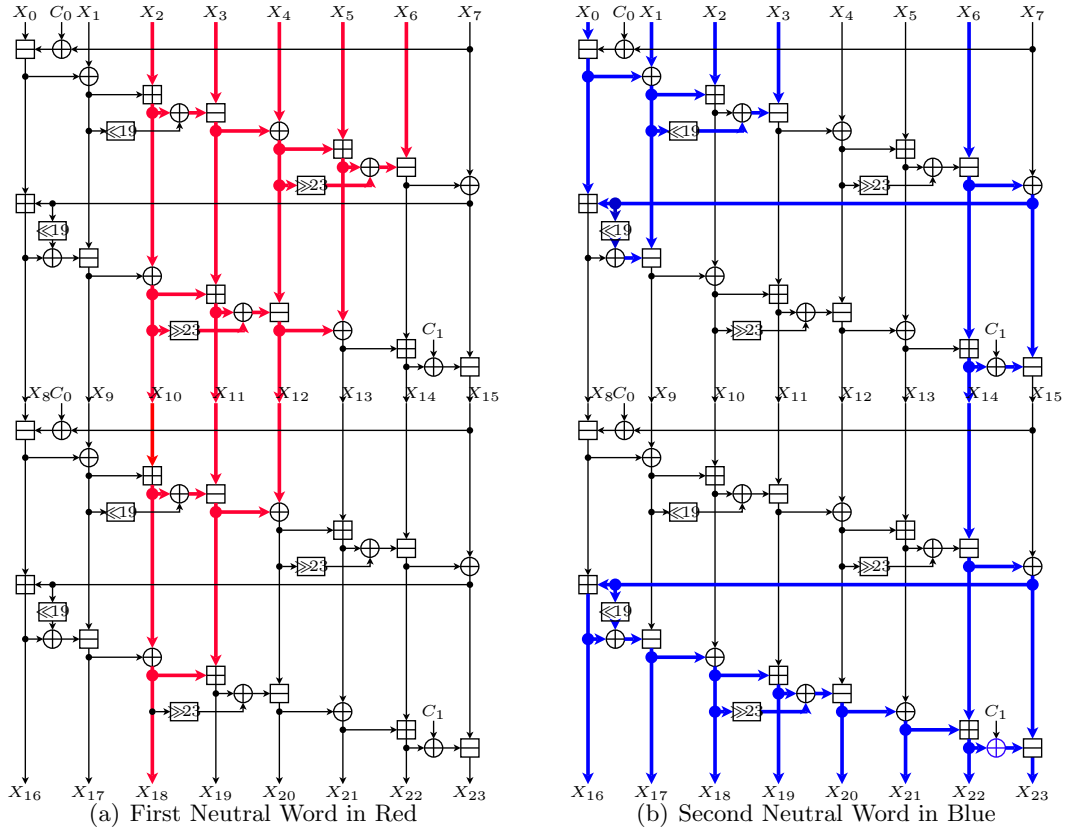 X0 C0 X1 X2 X3 X4 X5 X6 X7 X0 C0 X1 X2 X3 X4 X5 X6 X7
≪19 ≪19
≫23 ≫23
≪19 ≪19
≫23 C1 ≫23 C1
X8 C0 X9 X10 X11 X12 X13 X14 X15 X8 C0 X9 X10 X11 X12 X13 X14 X15
≪19 ≪19
≫23 ≫23
≪19 ≪19
≫23 C1 ≫23 C1
X16 X17 X18 X19 X20 X21 X22 X23 X16 X17 X18 X19 X20 X21 X22 X23
(a) First Neutral Word in Red (b) Second Neutral Word in Blue